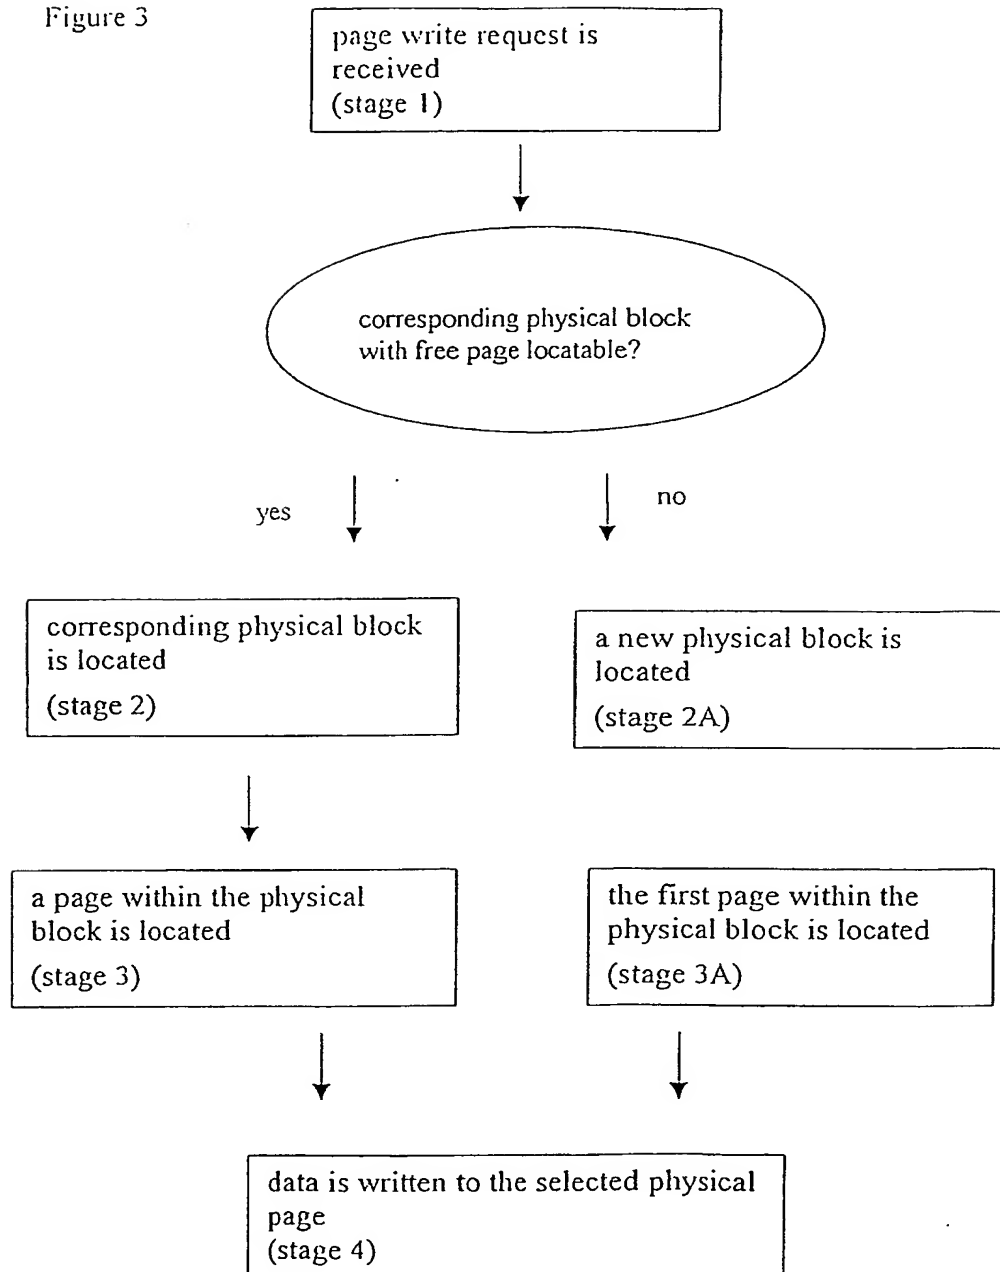 Figure 3
page write request is
received
(stage 1)
corresponding physical block
with free page locatable?
yes
no
corresponding physical block
is located
(stage 2)
a new physical block is
located
(stage 2A)
a page within the physical
block is located
(stage 3)
the first page within the
physical block is located
(stage 3A)
data is written to the selected physical
page
(stage 4)